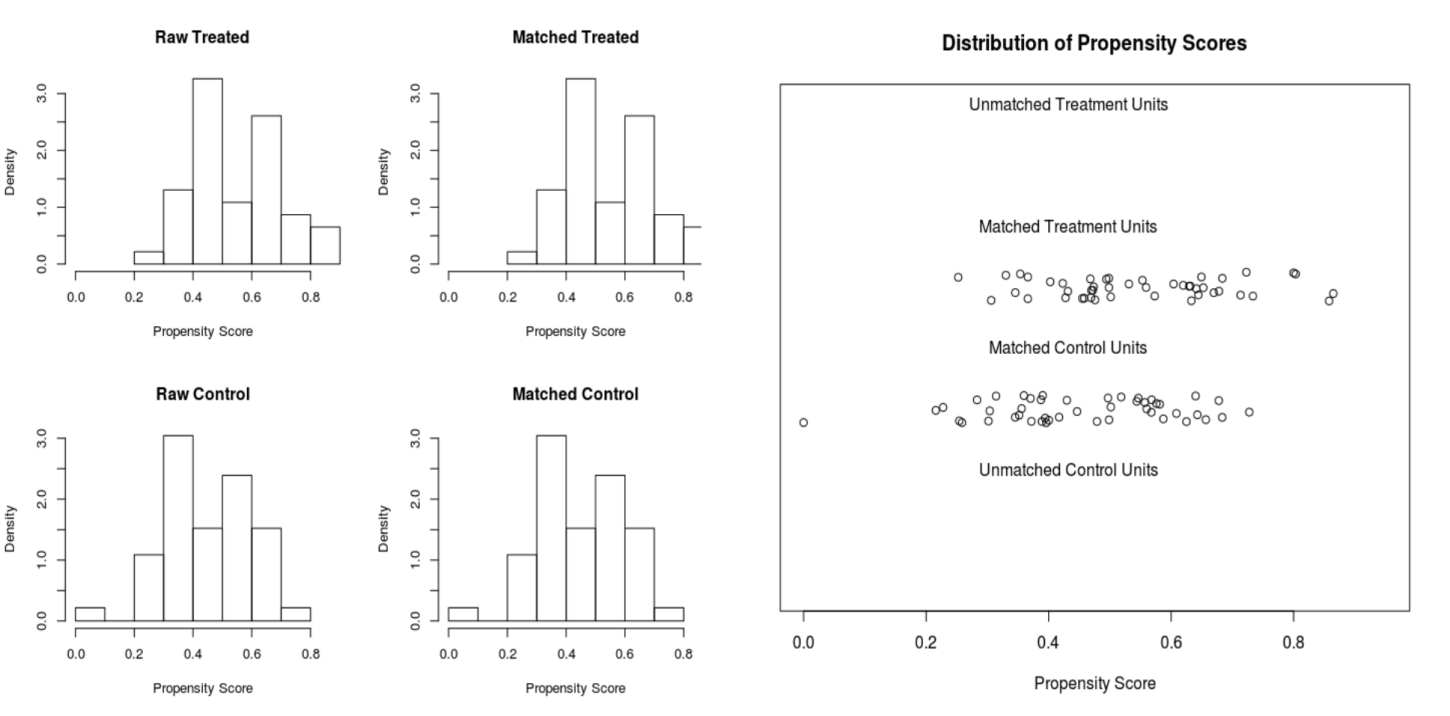 Raw Treated
Density
0.0 1.0 2.0 3.0
0.0 0.2 0.4 0.6 0.8
Propensity Score
Matched Treated
Density
0.0 1.0 2.0 3.0
0.0 0.2 0.4 0.6 0.8
Propensity Score
Raw Control
Density
0.0 1.0 2.0 3.0
0.0 0.2 0.4 0.6 0.8
Propensity Score
Matched Control
Density
0.0 1.0 2.0 3.0
0.0 0.2 0.4 0.6 0.8
Propensity Score
Distribution of Propensity Scores
Unmatched Treatment Units
Matched Treatment Units
Matched Control Units
Unmatched Control Units
0.0 0.2 0.4 0.6 0.8
Propensity Score